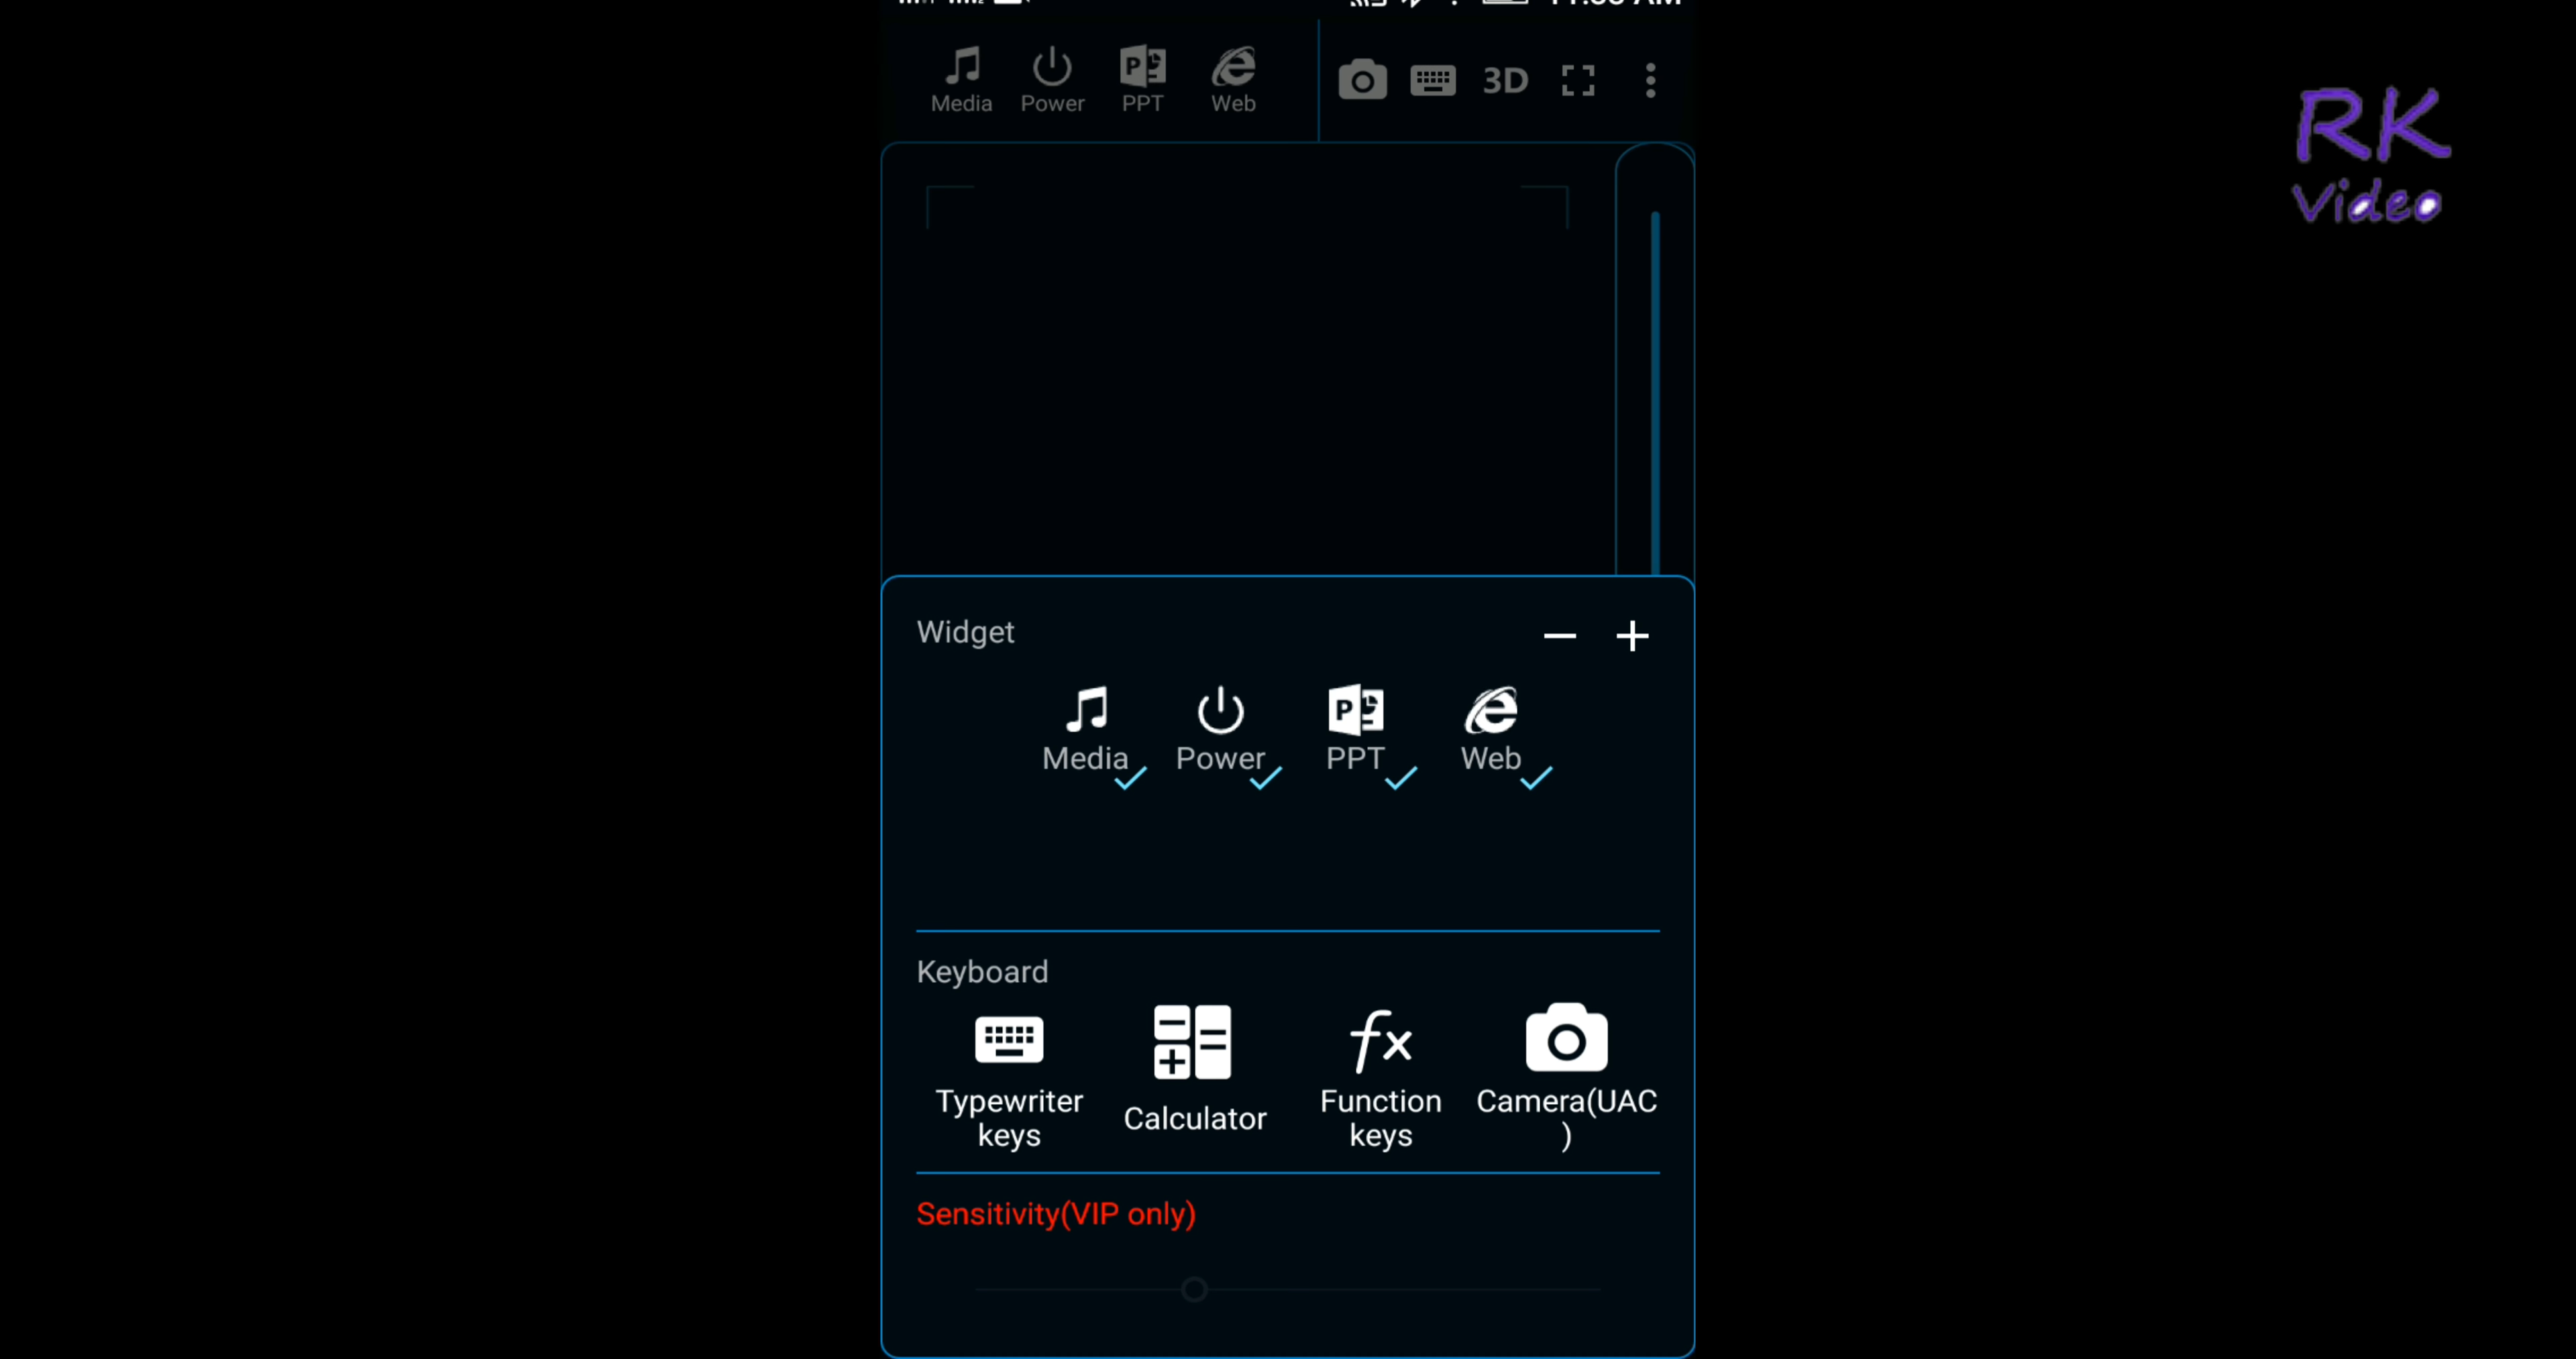 Media Power PPT Web
3D
RK
Video
Widget
Media Power PPT Web
Keyboard
Typewriter
keys
Calculator
Function
keys
Camera(UAC
)
Sensitivity(VIP only)